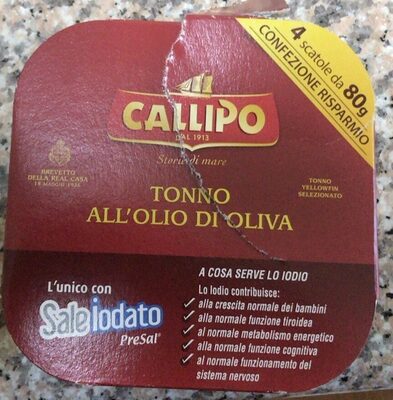 4 scatole da 80g
CONFEZIONE RISPARMIO
CALLIPO
DAL 1913
Storie di mare
BREVETTO
DELLA REAL CASA
TONNO
YELLOWFIN
SELEZIONATO
TONNO
ALL'OLIO DI OLIVA
L'unico con
Sale iodato
PreSal®
A COSA SERVE LO IODIO
Lo Iodio contribuisce:
alla crescita normale dei bambini
alla normale funzione tiroidea
al normale metabolismo energetico
alla normale funzione cognitiva
al normale funzionamento del
sistema nervoso